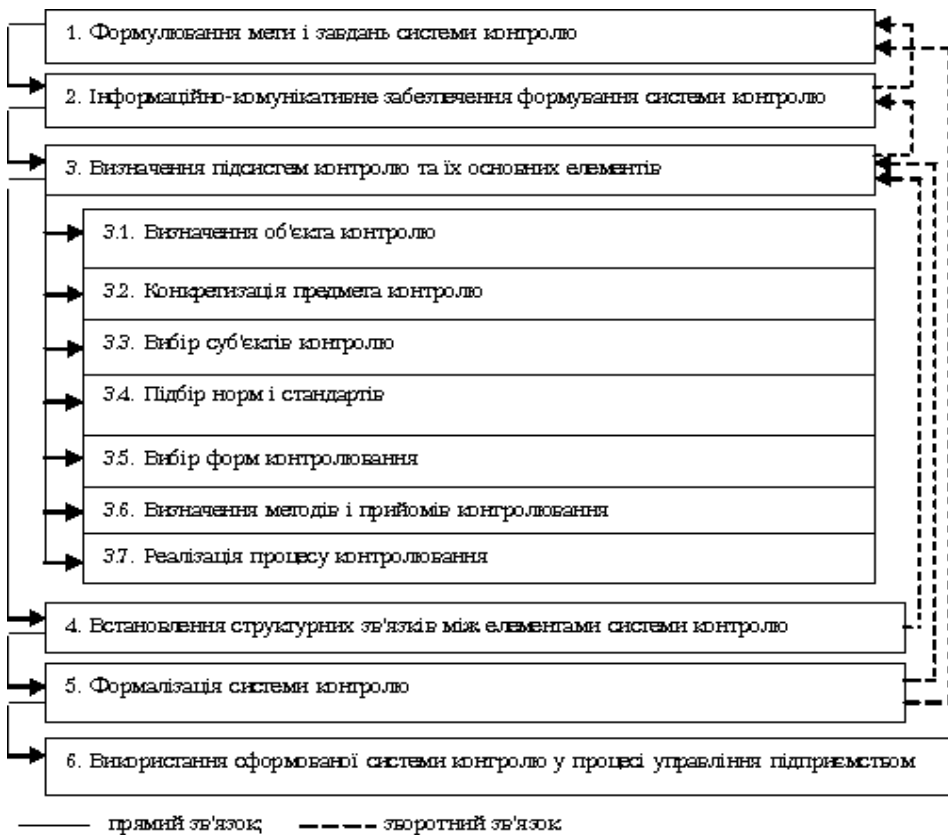 1. Формулювання мети і завдань системи контролю
2. Інформаційно-комунікативне забезпечення формування системи контролю
3. Визначення підсистем контролю та їх основних елементів
3.1. Визначення об'єкта контролю
3.2. Конкретизація предмета контролю
3.3. Вибір суб'єктів контролю
3.4. Підбір норм і стандартів
3.5. Вибір форм контролювання
3.6. Визначення методів і прийомів контролювання
3.7. Реалізація процесу контролювання
4. Встановлення структурних зв'язків між елементами системи контролю
5. Формалізація системи контролю
6. Використання сформованої системи контролю у процесі управління підприємством
прямий зв'язок; зворотний зв'язок